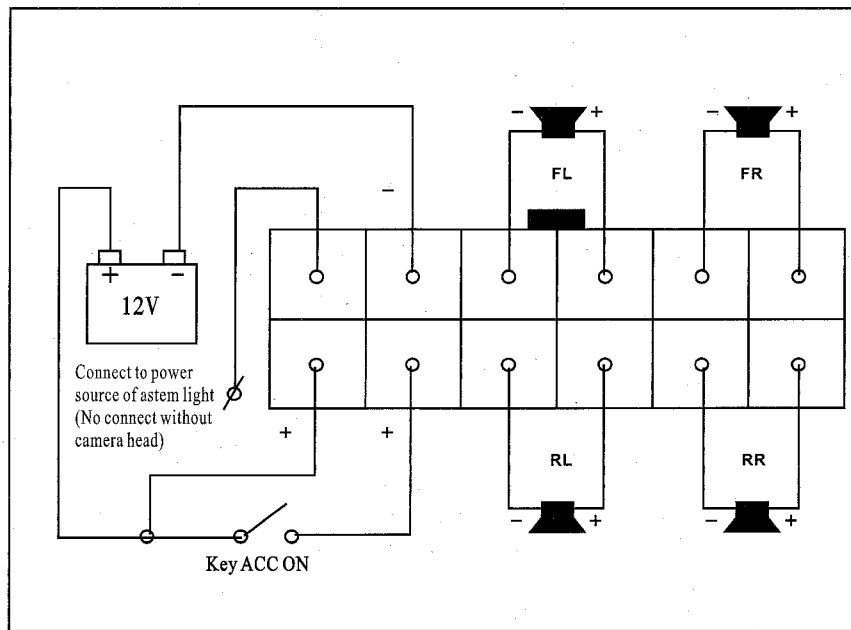 - + - +
FL FR
-
+ -
12V
Connect to power
source of astem light
(No connect without
camera head)
+ +
RL RR
- + - +
Key ACC ON